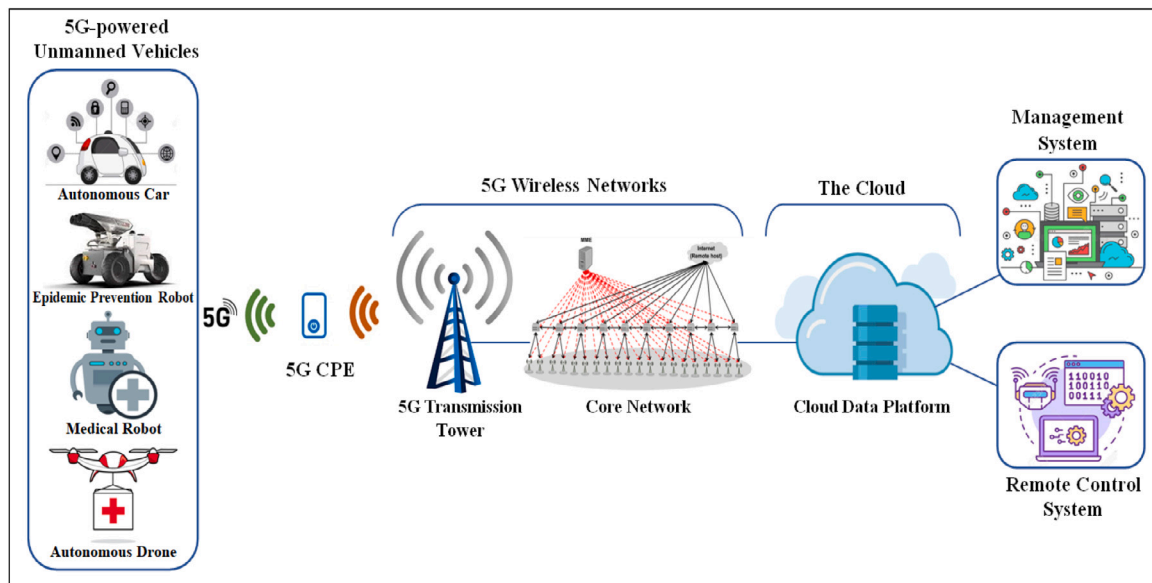 5G-powered
Unmanned Vehicles
Autonomous Car
Epidemic Prevention Robot
Medical Robot
Autonomous Drone
5G
5G CPE
5G Wireless Networks
5G Transmission
Tower
MME
Internet
(Remote host)
Core Network
The Cloud
Cloud Data Platform
Management
System
110010
100110
00111
Remote Control
System